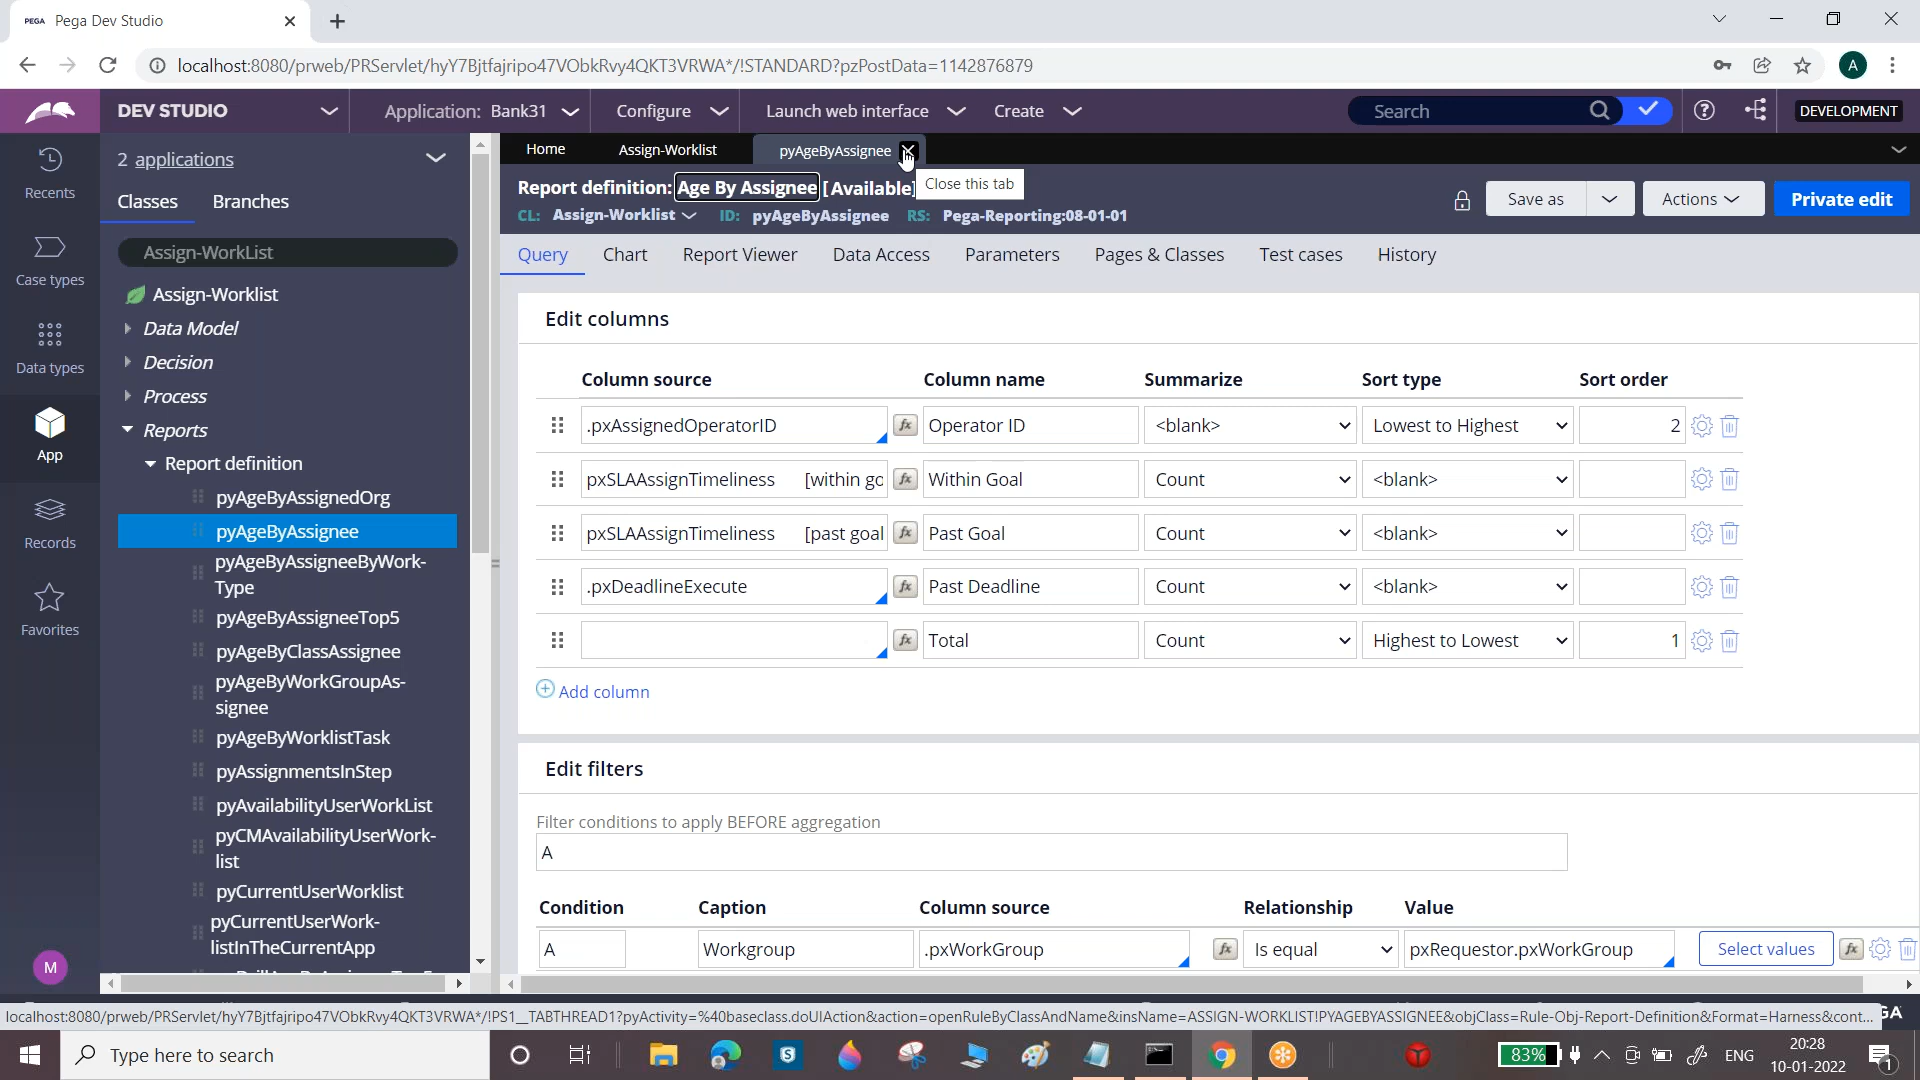 PEGA Pega Dev Studio
localhost:8080/prweb/PRServlet/hyY7Bjtfajripo47VObkRvy4QKT3VRWA*/!STANDARD?pzPostData=1142876879
A
DEV STUDIO
Application: Bank31
Configure
Launch web interface
Create
Search
DEVELOPMENT
Recents
Case types
Data types
App
Records
Favorites
M
2 applications
Classes Branches
Assign-WorkList
Assign-Worklist
Data Model
Decision
Process
Reports
Report definition
pyAgeByAssignedOrg
pyAgeByAssignee
pyAgeByAssigneeByWork-
Type
pyAgeByAssigneeTop5
pyAgeByClassAssignee
pyAgeByWorkGroupAs-
signee
pyAgeByWorklistTask
pyAssignmentsInStep
pyAvailabilityUserWorkList
pyCMAvailabilityUserWork-
list
pyCurrentUserWorklist
pyCurrentUserWork-
listInTheCurrentApp
Home Assign-Worklist pyAgeByAssignee
Close this tab
Report definition: Age By Assignee [Available]
CL: Assign-Worklist ID: pyAgeByAssignee RS: Pega-Reporting:08-01-01
Save as Actions Private edit
Query Chart Report Viewer Data Access Parameters Pages & Classes Test cases History
Edit columns
Column source Column name Summarize Sort type Sort order
.pxAssignedOperatorID fx Operator ID <blank> Lowest to Highest 2
pxSLAAssignTimeliness [within go fx Within Goal Count <blank>
pxSLAAssignTimeliness [past goal fx Past Goal Count <blank>
.pxDeadlineExecute fx Past Deadline Count <blank>
fx Total Count Highest to Lowest 1
Add column
Edit filters
Filter conditions to apply BEFORE aggregation
A
Condition Caption Column source Relationship Value
A Workgroup .pxWorkGroup fx Is equal pxRequestor.pxWorkGroup Select values fx
localhost:8080/prweb/PRServlet/hyY7Bjtfajripo47VObkRvy4QKT3VRWA*/!PS1__TABTHREAD1?pyActivity=%40baseclass.doUIAction&action=openRuleByClassAndName&insName=ASSIGN-WORKLIST!PYAGEBYASSIGNEE&objClass=Rule-Obj-Report-Definition&Format=Harness&cont...
GA
Type here to search
83%
ENG
20:28
10-01-2022
1